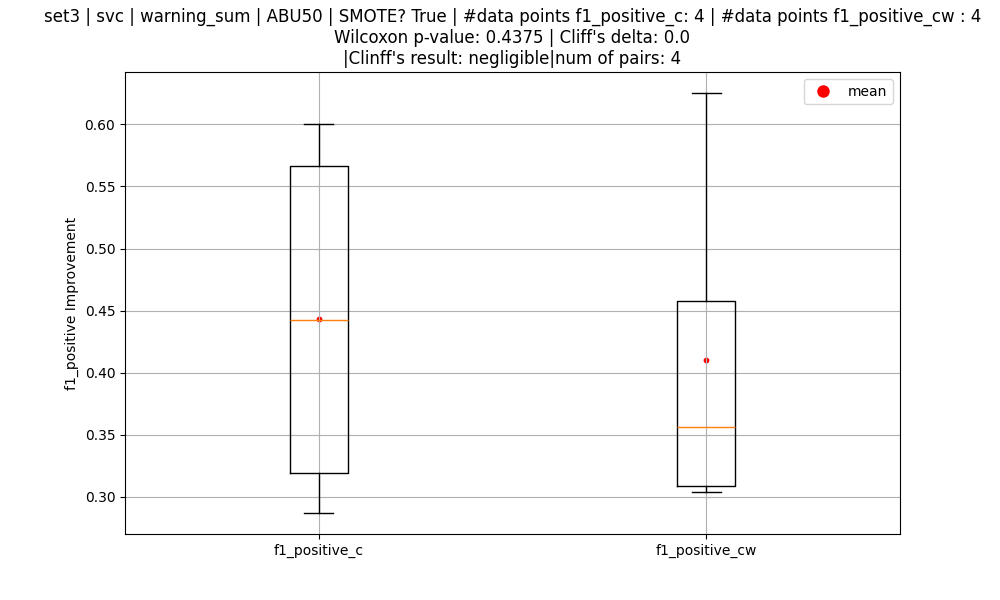 set3 | svc | warning_sum | ABU50 | SMOTE? True | #data points f1_positive_c: 4 | #data points f1_positive_cw : 4
Wilcoxon p-value: 0.4375 | Cliff's delta: 0.0
|Clinff's result: negligible|num of pairs: 4
mean
0.60
0.55
0.50
0.45
0.40
0.35
0.30
f1_positive Improvement
f1_positive_c
f1_positive_cw